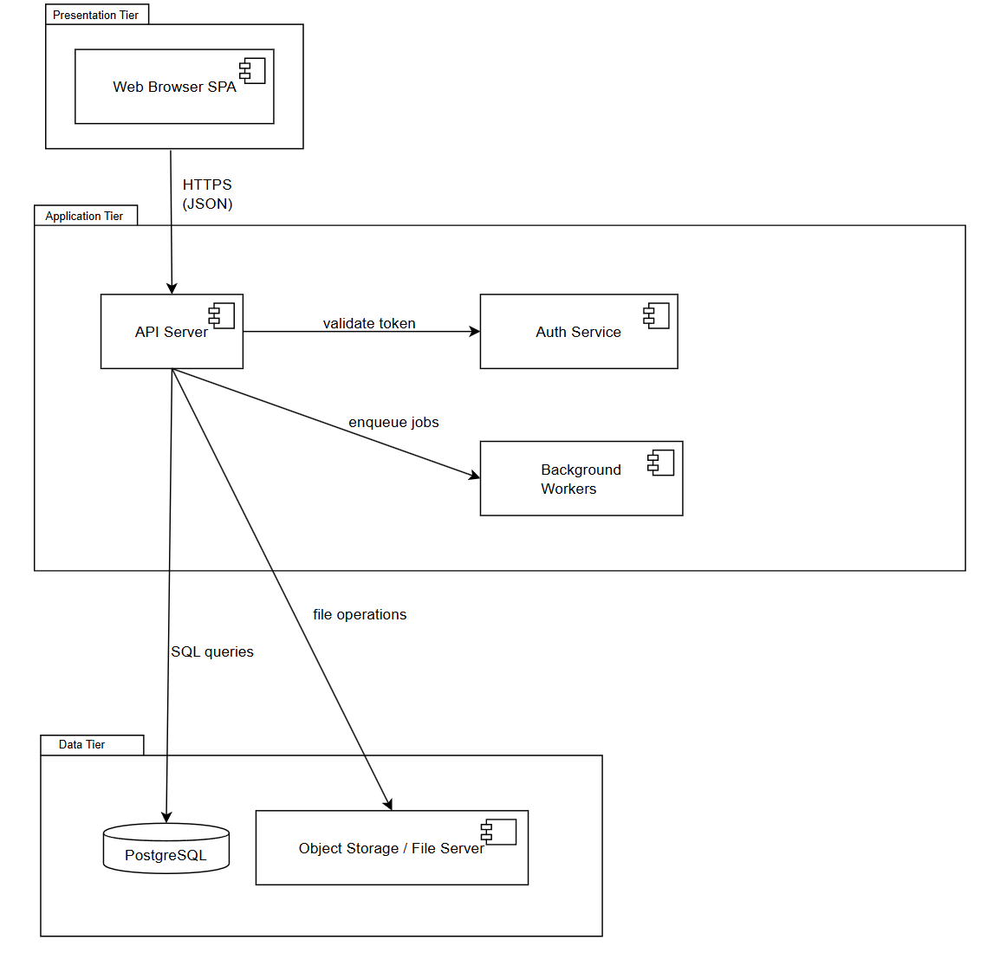 Presentation Tier
Web Browser SPA
HTTPS
(JSON)
Application Tier
API Server
validate token
Auth Service
enqueue jobs
Background
Workers
file operations
SQL queries
Data Tier
PostgreSQL
Object Storage / File Server